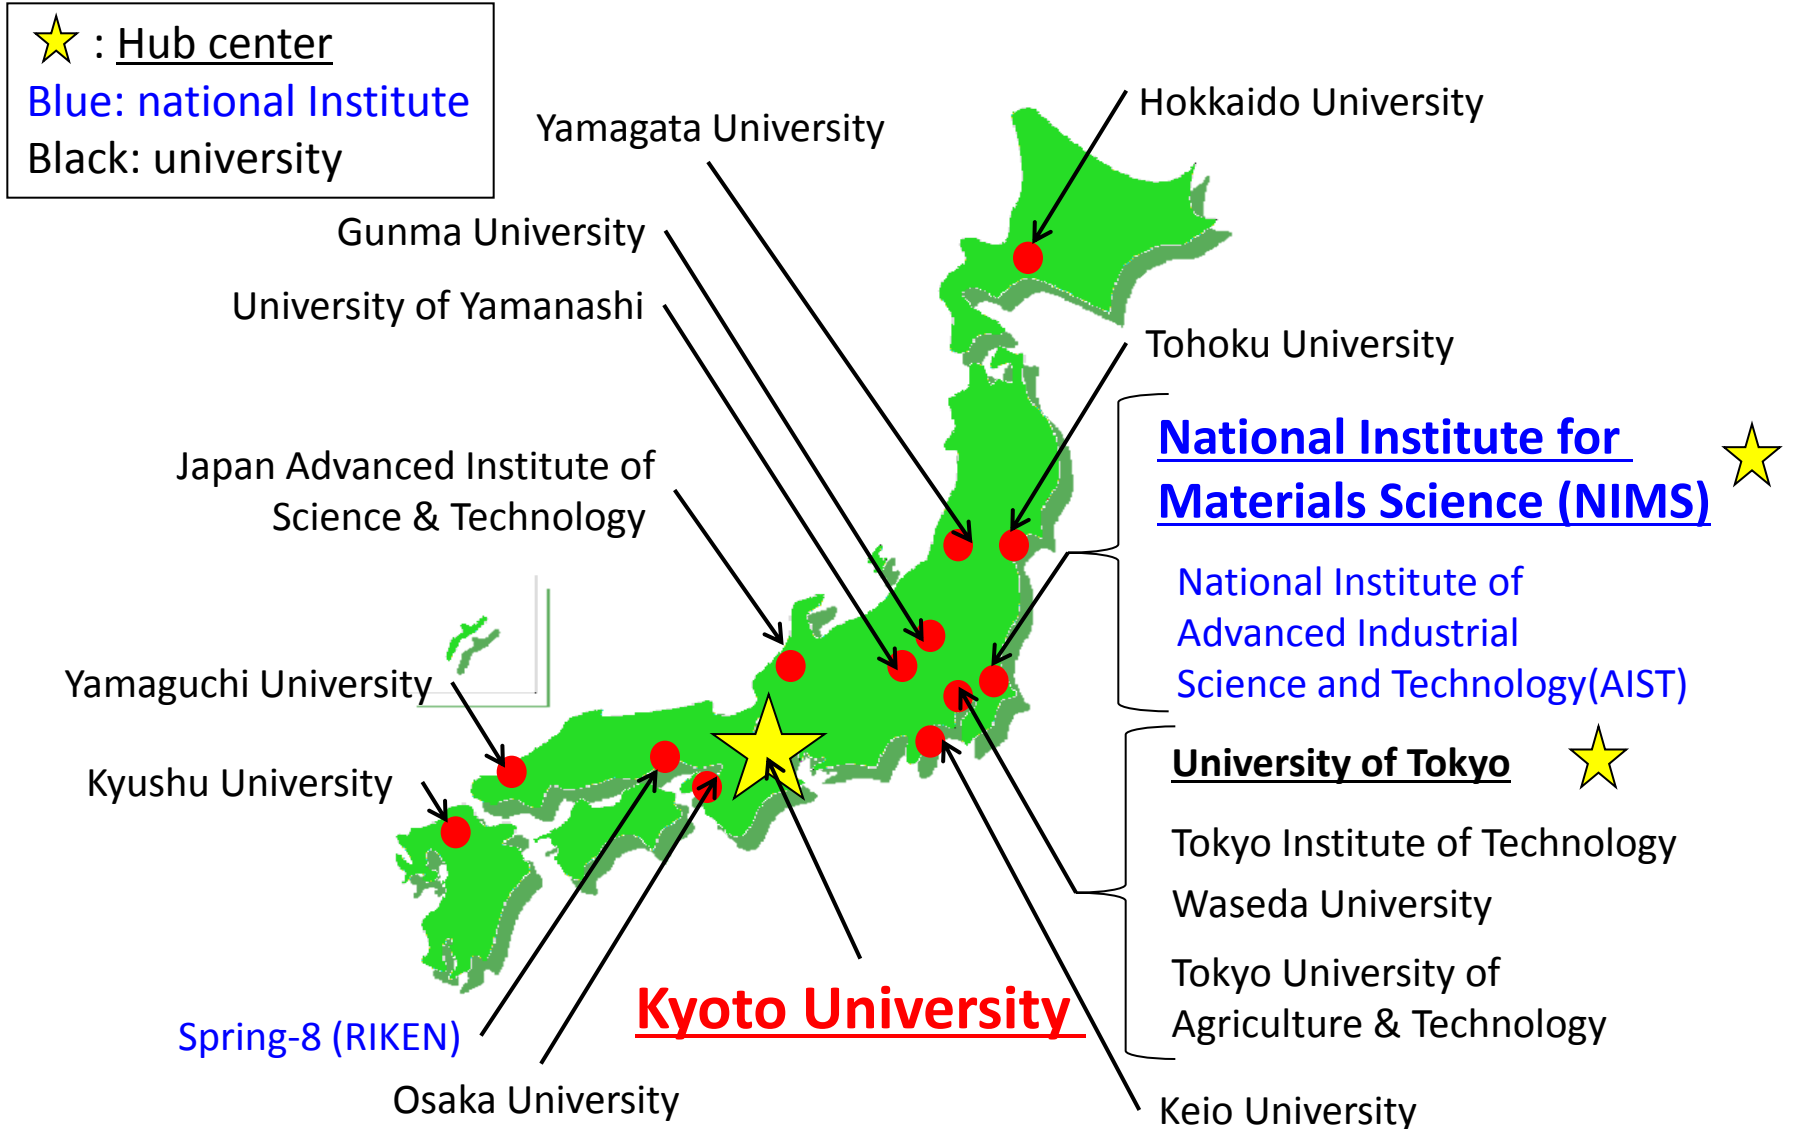 : Hub center
Blue: national Institute
Black: university
Hokkaido University
Yamagata University
Gunma University
University of Yamanashi
Tohoku University
National Institute for
Materials Science (NIMS)
Japan Advanced Institute of
Science & Technology
National Institute of
Advanced Industrial
Science and Technology(AIST)
Yamaguchi University
University of Tokyo
Kyushu University
Tokyo Institute of Technology
Waseda University
Tokyo University of
Agriculture & Technology
Kyoto University
Spring-8 (RIKEN)
Osaka University
Keio University